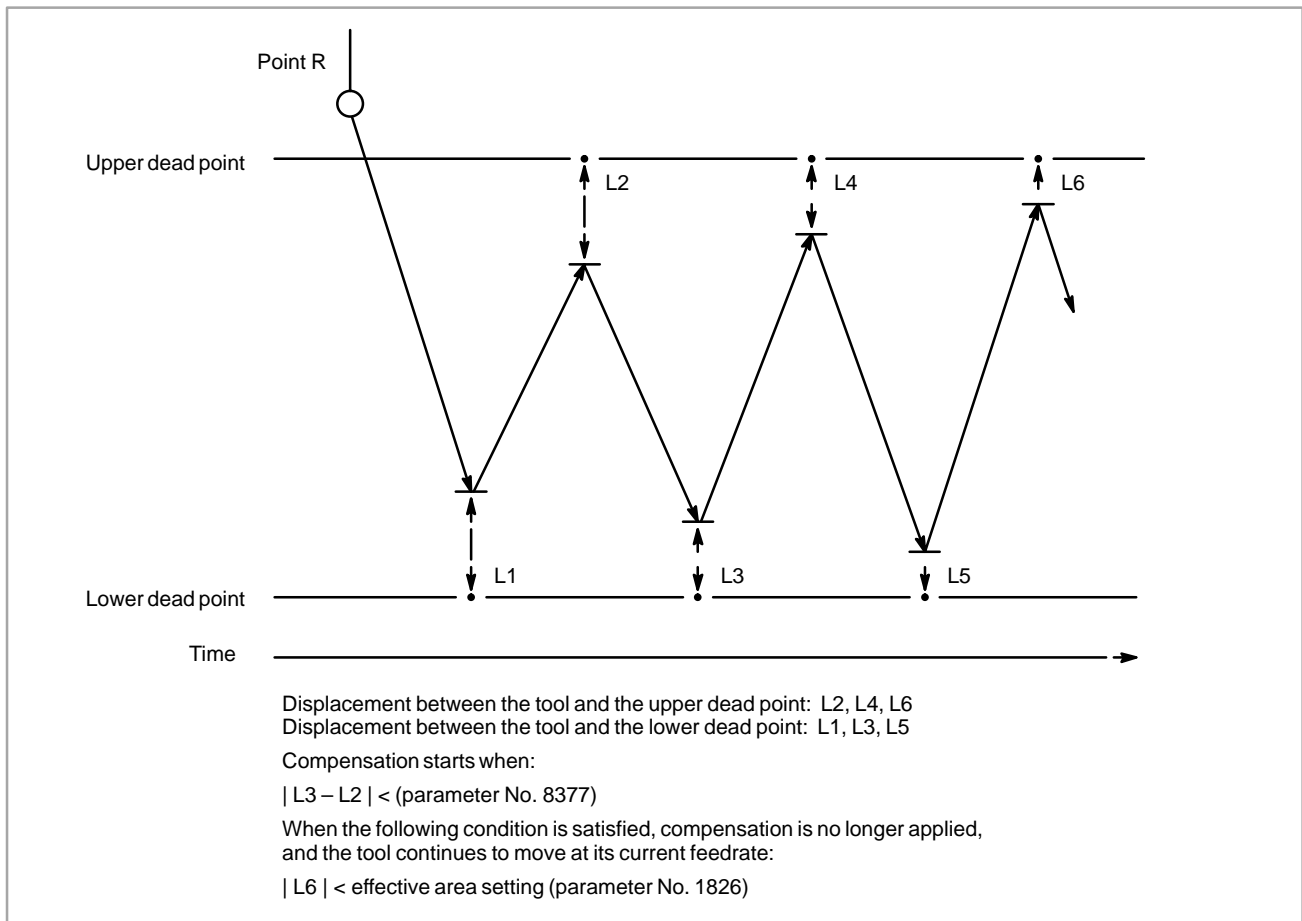 Point R
Upper dead point
L2
L4
L6
L1
L3
L5
Lower dead point
Time
Displacement between the tool and the upper dead point: L2, L4, L6
Displacement between the tool and the lower dead point: L1, L3, L5
Compensation starts when:
| L3 – L2 | < (parameter No. 8377)
When the following condition is satisfied, compensation is no longer applied,
and the tool continues to move at its current feedrate:
| L6 | < effective area setting (parameter No. 1826)